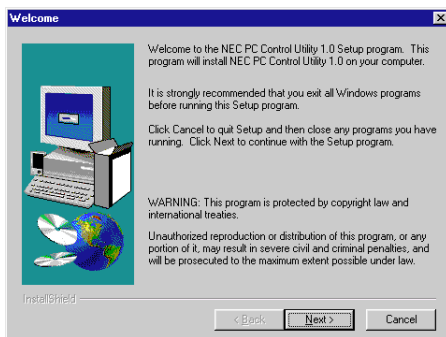 Welcome
Welcome to the NEC PC Control Utility 1.0 Setup program. This
program will install NEC PC Control Utility 1.0 on your computer.
It is strongly recommended that you exit all Windows programs
before running this Setup program.
Click Cancel to quit Setup and then close any programs you have
running. Click Next to continue with the Setup program.
WARNING: This program is protected by copyright law and
international treaties.
Unauthorized reproduction or distribution of this program, or any
portion of it, may result in severe civil and criminal penalties, and
will be prosecuted to the maximum extent possible under law.
InstallShield
< Back Next > Cancel